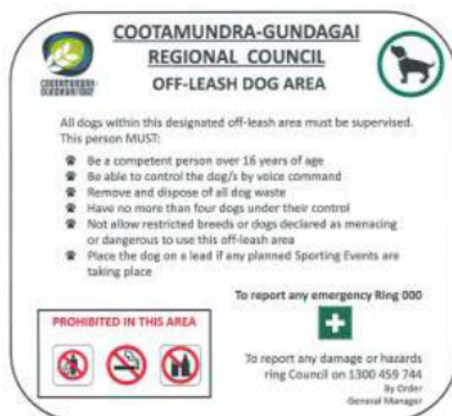 COOTAMUNDRA-GUNDAGAI
REGIONAL COUNCIL
OFF-LEASH DOG AREA
COOTAMUNDRA-
GUNDAGAI
All dogs within this designated off-leash area must be supervised.
This person MUST:
Be a competent person over 16 years of age
Be able to control the dog/s by voice command
Remove and dispose of all dog waste
Have no more than four dogs under their control
Not allow restricted breeds or dogs declared as menacing
or dangerous to use this off-leash area
Place the dog on a lead if any planned Sporting Events are
taking place
To report any emergency Ring 000
PROHIBITED IN THIS AREA
To report any damage or hazards
ring Council on 1300 459 744
By Order
General Manager